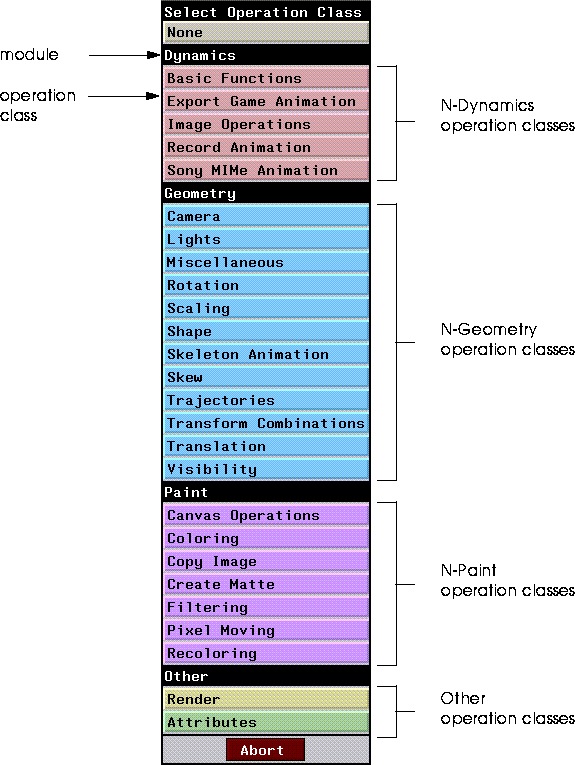 Select Operation Class
None
module
Dynamics
Basic Functions
operation
class
Export Game Animation
Image Operations
Record Animation
Sony MIMe Animation
N-Dynamics
operation classes
Geometry
Camera
Lights
Miscellaneous
Rotation
Scaling
Shape
Skeleton Animation
Skew
Trajectories
Transform Combinations
Translation
Visibility
N-Geometry
operation classes
Paint
Canvas Operations
Coloring
Copy Image
Create Matte
Filtering
Pixel Moving
Recoloring
N-Paint
operation classes
Other
Render
Attributes
Other
operation classes
Abort